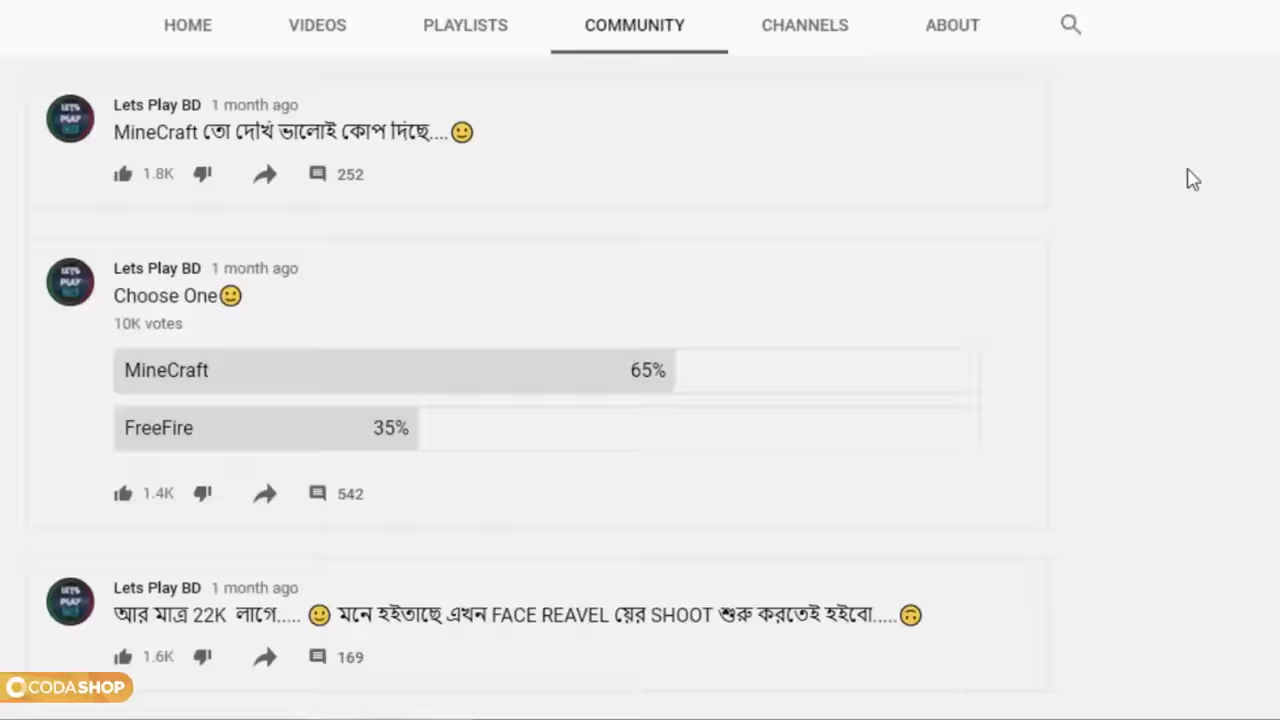 HOME VIDEOS PLAYLISTS COMMUNITY CHANNELS ABOUT
Lets Play BD 1 month ago
MineCraft তো দেখি ভালোই কোপ দিছে....🙂
1.8K 252
Lets Play BD 1 month ago
Choose One🙂
10K votes
MineCraft 65%
FreeFire 35%
1.4K 542
Lets Play BD 1 month ago
আর মাত্র 22K লাগে..... 🙂 মনে হইতাছে এখন FACE REAVEL য়ের SHOOT শুরু করতেই হইবো.....🙃
1.6K 169
CODASHOP